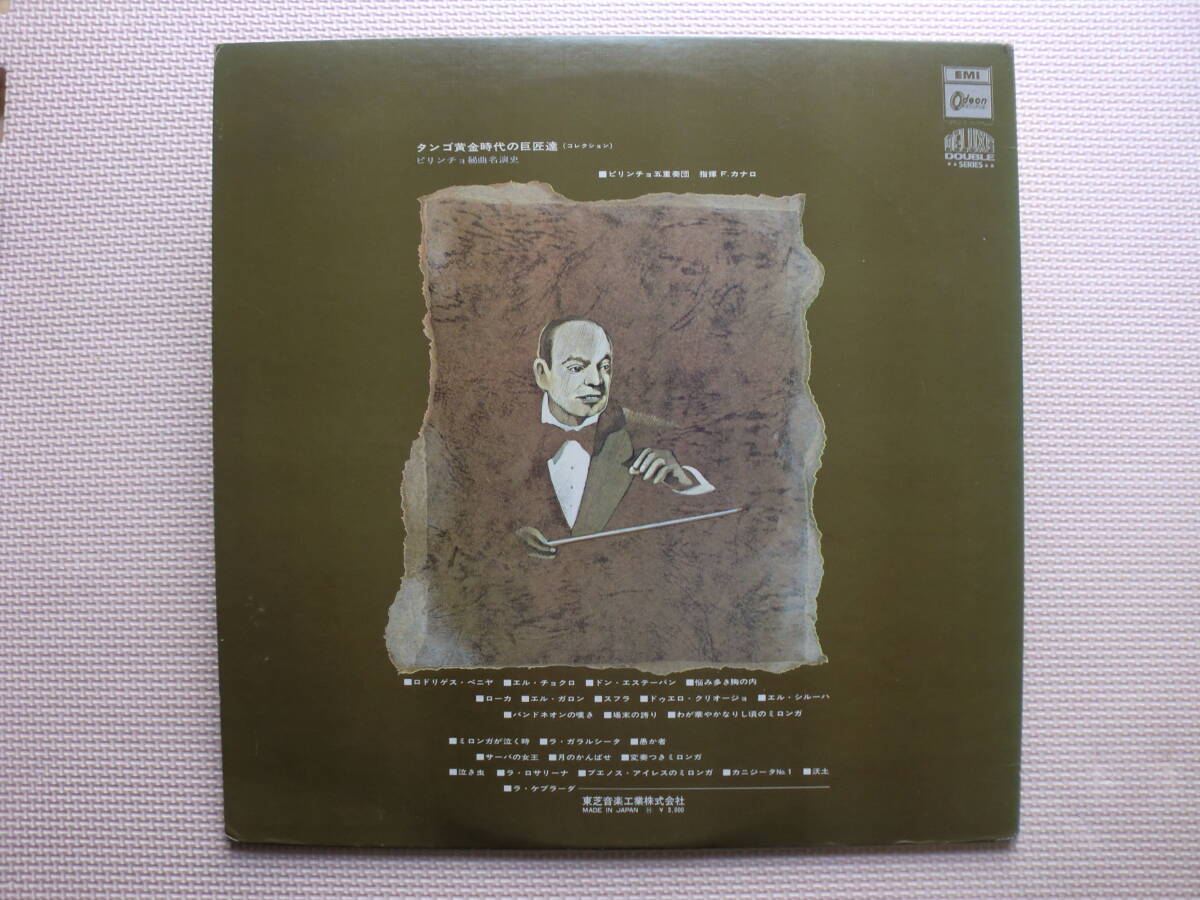 EMI
Odeon
DELUXE
DOUBLE
★★SERIES★★
タンゴ黄金時代の巨匠達 (コレクション)
ピリンチョ秘曲名演史
■ピリンチョ五重奏団 指揮 F.カナロ
■ロドリゲス・ペニヤ ■エル・チョクロ ■ドン・エステーバン ■悩み多き胸の内
■ローカ ■エル・ガロン ■スフラ ■ドゥエロ・クリオージョ ■エル・シルーハ
■バンドネオンの嘆き ■場末の誇り ■わが華やかなりし頃のミロンガ
■ミロンガが泣く時 ■ラ・ガラルシータ ■愚か者
■サーバの女王 ■月のかんばせ ■変奏つきミロンガ
■泣き虫 ■ラ・ロサリーナ ■ブエノス・アイレスのミロンガ ■カニジータNo.1 ■沃土
■ラ・ケブラーダ
東芝音楽工業株式会社
MADE IN JAPAN Ⓗ ¥ 3,000